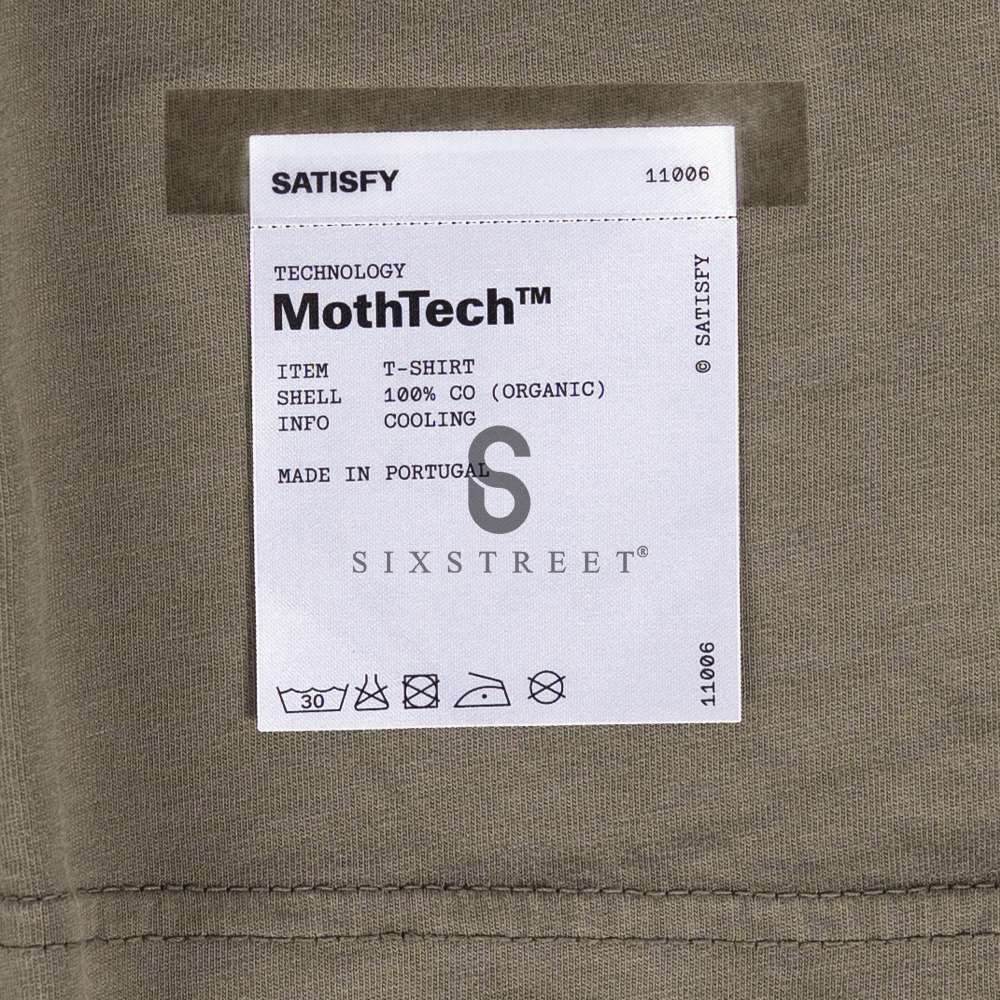 SATISFY 11006
TECHNOLOGY
MothTech™
ITEM T-SHIRT
SHELL 100% CO (ORGANIC)
INFO COOLING
MADE IN PORTUGAL
© SATISFY
SIXSTREET®
30
11006